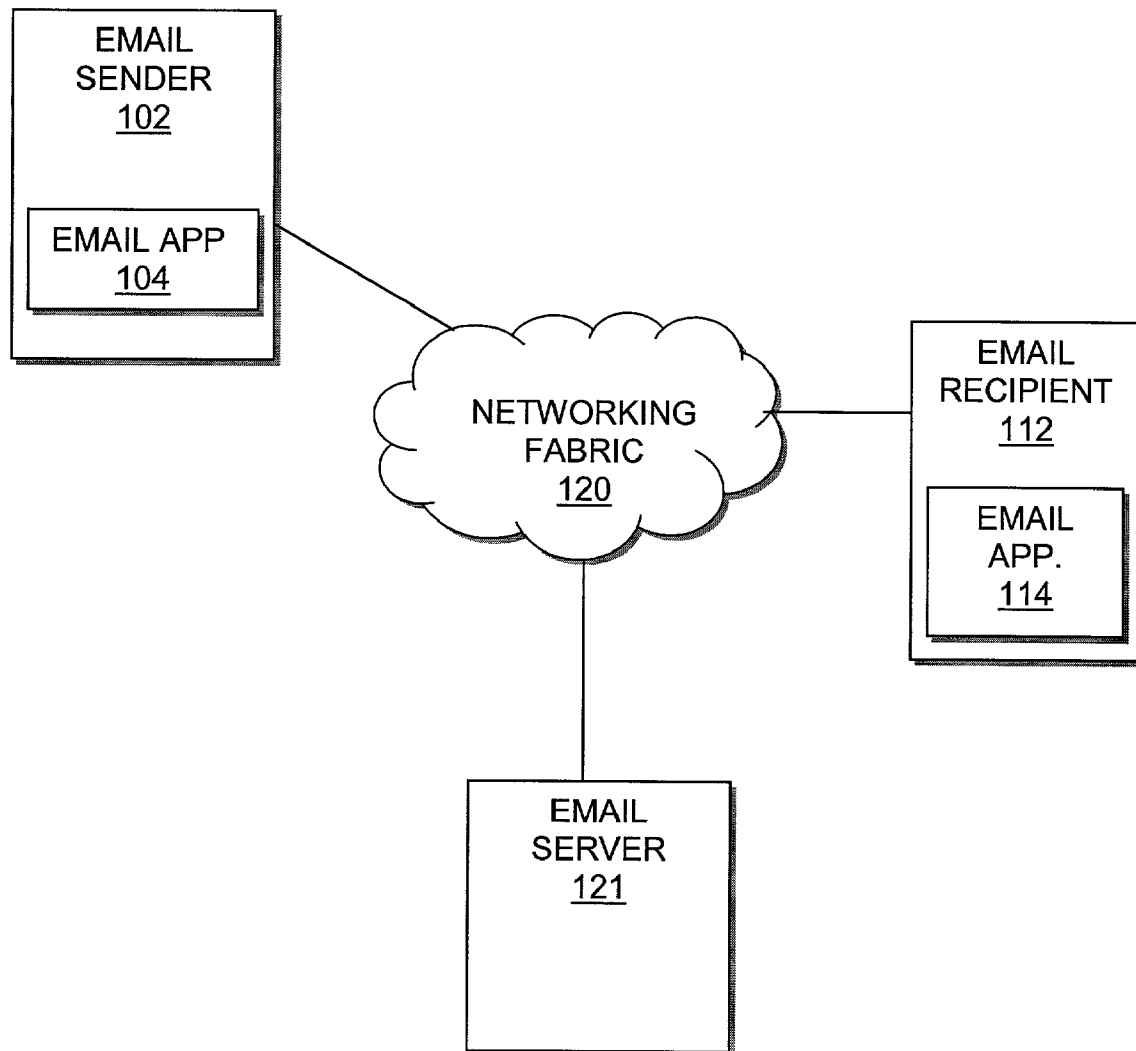 EMAIL
SENDER
102
EMAIL APP
104
NETWORKING
FABRIC
120
EMAIL
RECIPIENT
112
EMAIL
APP.
114
EMAIL
SERVER
121